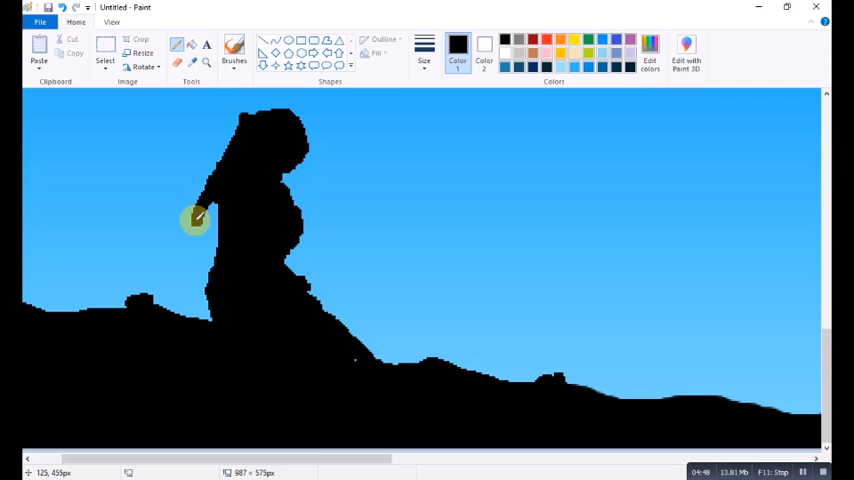 Untitled - Paint
File Home View
Paste
Cut
Copy
Clipboard
Select
Crop
Resize
Rotate
Image
A
Tools
Brushes
Outline
Fill
Shapes
Size
Color 1
Color 2
Edit colors
Colors
Edit with Paint 3D
125, 455px
987 × 575px
04:48 13.81 Mb F11: Stop